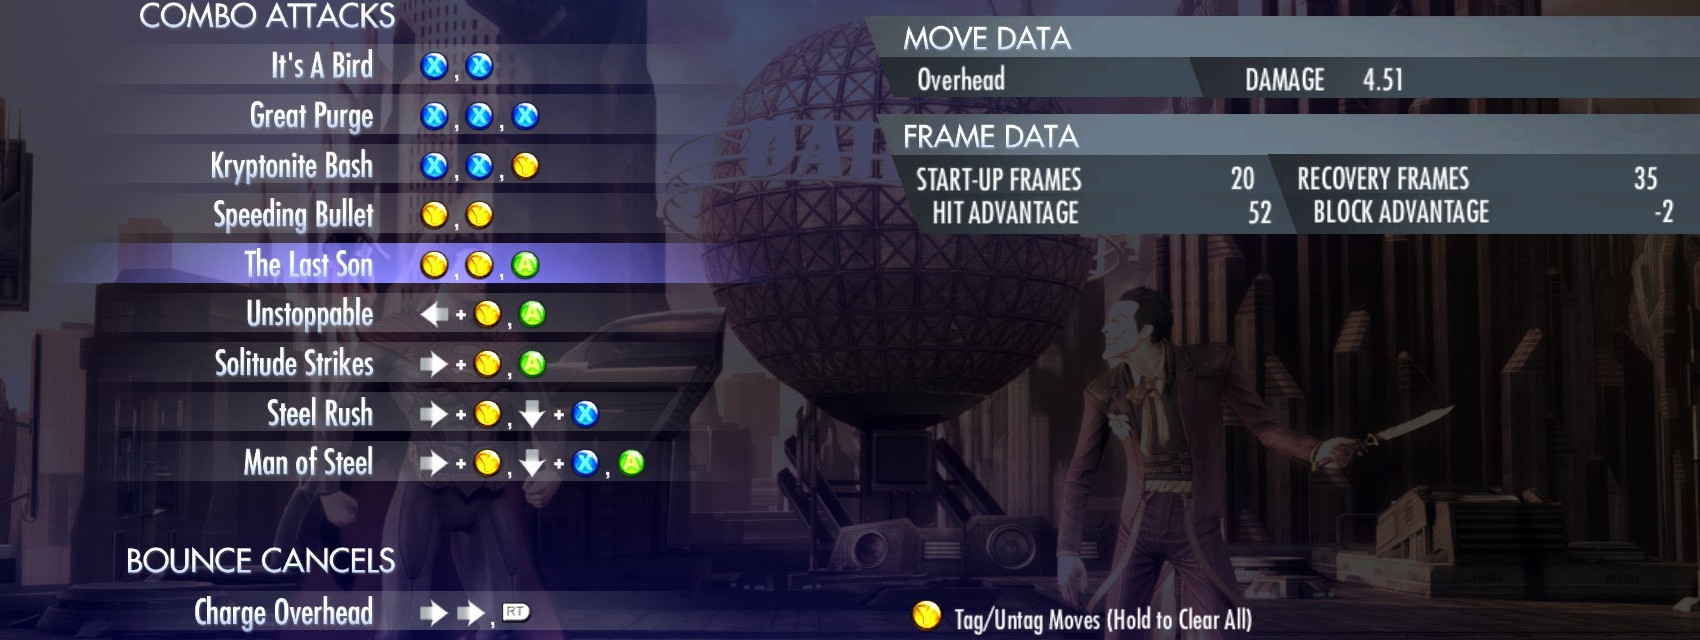 COMBO ATTACKS
It's A Bird X, X
Great Purge X, X, X
Kryptonite Bash X, X, Y
Speeding Bullet Y, Y
The Last Son Y, Y, A
Unstoppable + Y, A
Solitude Strikes + Y, A
Steel Rush + Y, + X
Man of Steel + Y, + X, A
BOUNCE CANCELS
Charge Overhead , RT
MOVE DATA
Overhead DAMAGE 4.51
FRAME DATA
START-UP FRAMES 20 RECOVERY FRAMES 35
HIT ADVANTAGE 52 BLOCK ADVANTAGE -2
Y Tag/Untag Moves (Hold to Clear All)